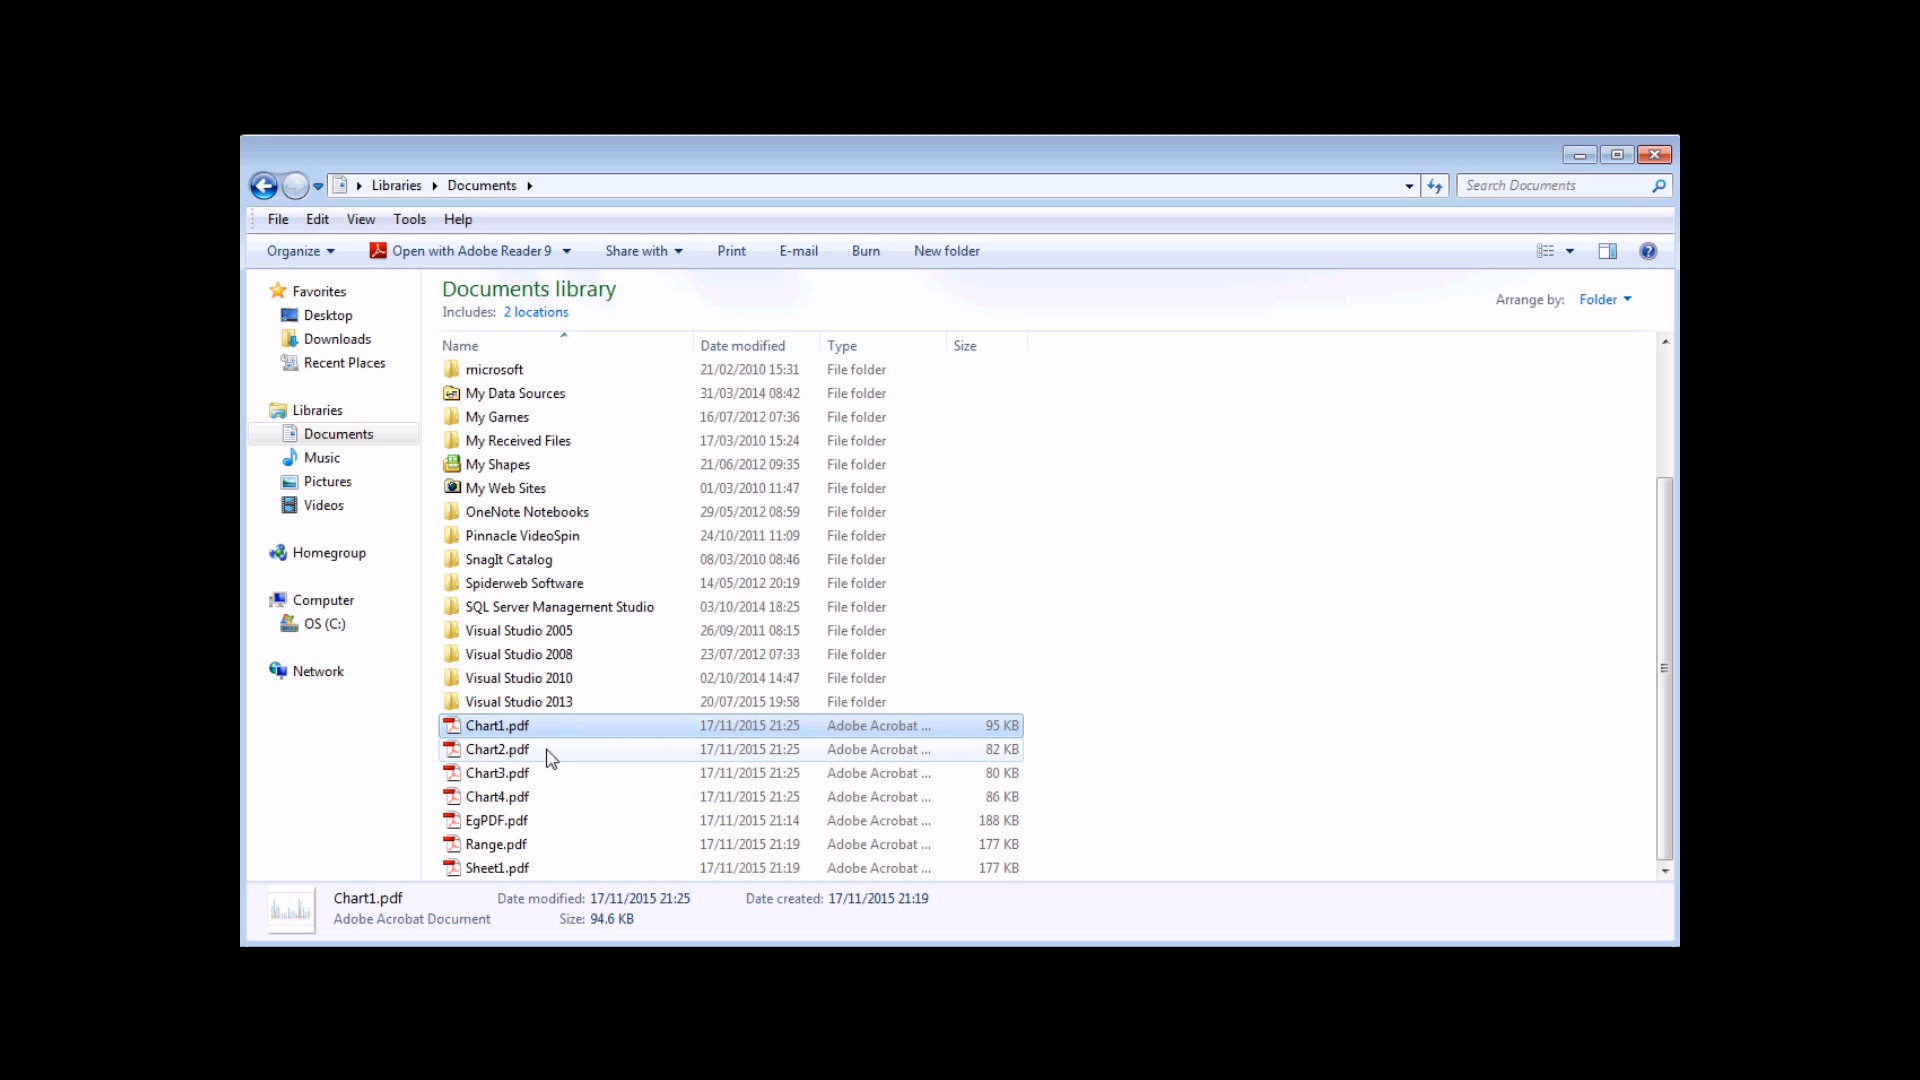 Libraries Documents
Search Documents
File Edit View Tools Help
Organize Open with Adobe Reader 9 Share with Print E-mail Burn New folder
Favorites
Desktop
Downloads
Recent Places
Libraries
Documents
Music
Pictures
Videos
Homegroup
Computer
OS (C:)
Network
Documents library
Includes: 2 locations
Arrange by: Folder
Name Date modified Type Size
microsoft 21/02/2010 15:31 File folder
My Data Sources 31/03/2014 08:42 File folder
My Games 16/07/2012 07:36 File folder
My Received Files 17/03/2010 15:24 File folder
My Shapes 21/06/2012 09:35 File folder
My Web Sites 01/03/2010 11:47 File folder
OneNote Notebooks 29/05/2012 08:59 File folder
Pinnacle VideoSpin 24/10/2011 11:09 File folder
SnagIt Catalog 08/03/2010 08:46 File folder
Spiderweb Software 14/05/2012 20:19 File folder
SQL Server Management Studio 03/10/2014 18:25 File folder
Visual Studio 2005 26/09/2011 08:15 File folder
Visual Studio 2008 23/07/2012 07:33 File folder
Visual Studio 2010 02/10/2014 14:47 File folder
Visual Studio 2013 20/07/2015 19:58 File folder
Chart1.pdf 17/11/2015 21:25 Adobe Acrobat ... 95 KB
Chart2.pdf 17/11/2015 21:25 Adobe Acrobat ... 82 KB
Chart3.pdf 17/11/2015 21:25 Adobe Acrobat ... 80 KB
Chart4.pdf 17/11/2015 21:25 Adobe Acrobat ... 86 KB
EgPDF.pdf 17/11/2015 21:14 Adobe Acrobat ... 188 KB
Range.pdf 17/11/2015 21:19 Adobe Acrobat ... 177 KB
Sheet1.pdf 17/11/2015 21:19 Adobe Acrobat ... 177 KB
Chart1.pdf Date modified: 17/11/2015 21:25 Date created: 17/11/2015 21:19
Adobe Acrobat Document Size: 94.6 KB